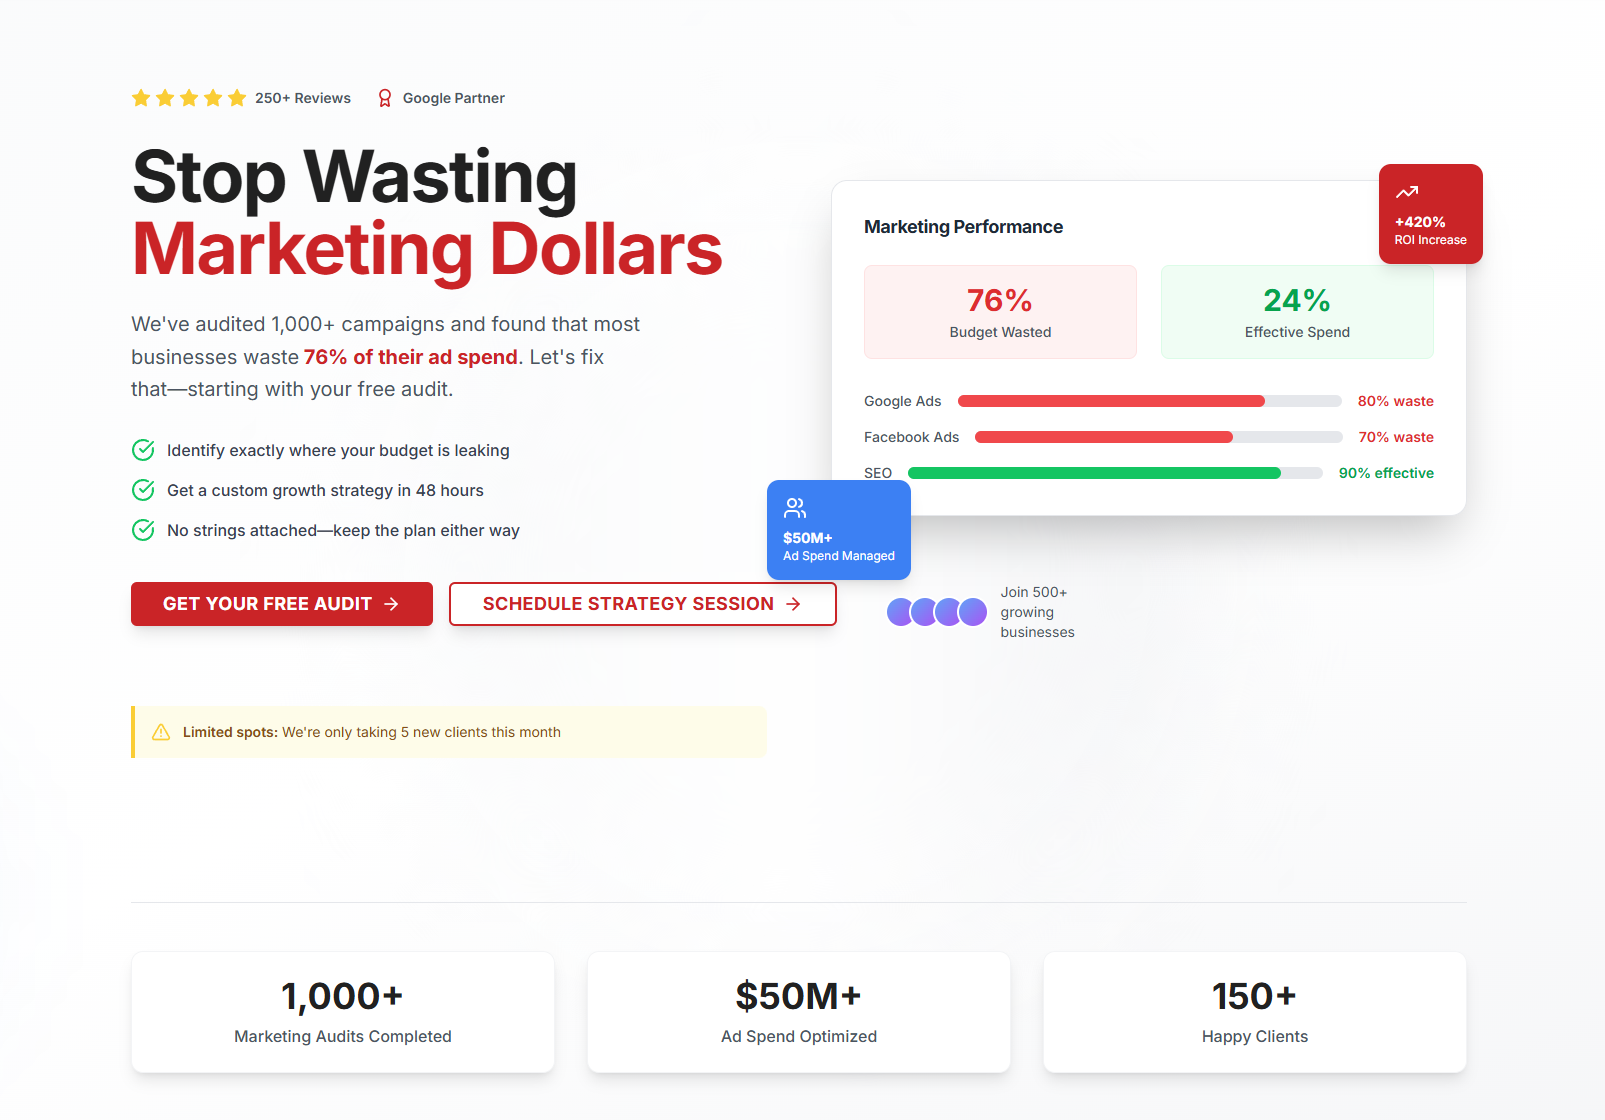 250+ Reviews
Google Partner
Stop Wasting
Marketing Dollars
We've audited 1,000+ campaigns and found that most
businesses waste 76% of their ad spend. Let's fix
that—starting with your free audit.
Identify exactly where your budget is leaking
Get a custom growth strategy in 48 hours
No strings attached—keep the plan either way
GET YOUR FREE AUDIT
SCHEDULE STRATEGY SESSION
Join 500+
growing
businesses
Limited spots: We're only taking 5 new clients this month
Marketing Performance
+420%
ROI Increase
76%
Budget Wasted
24%
Effective Spend
Google Ads 80% waste
Facebook Ads 70% waste
SEO 90% effective
$50M+
Ad Spend Managed
1,000+
Marketing Audits Completed
$50M+
Ad Spend Optimized
150+
Happy Clients